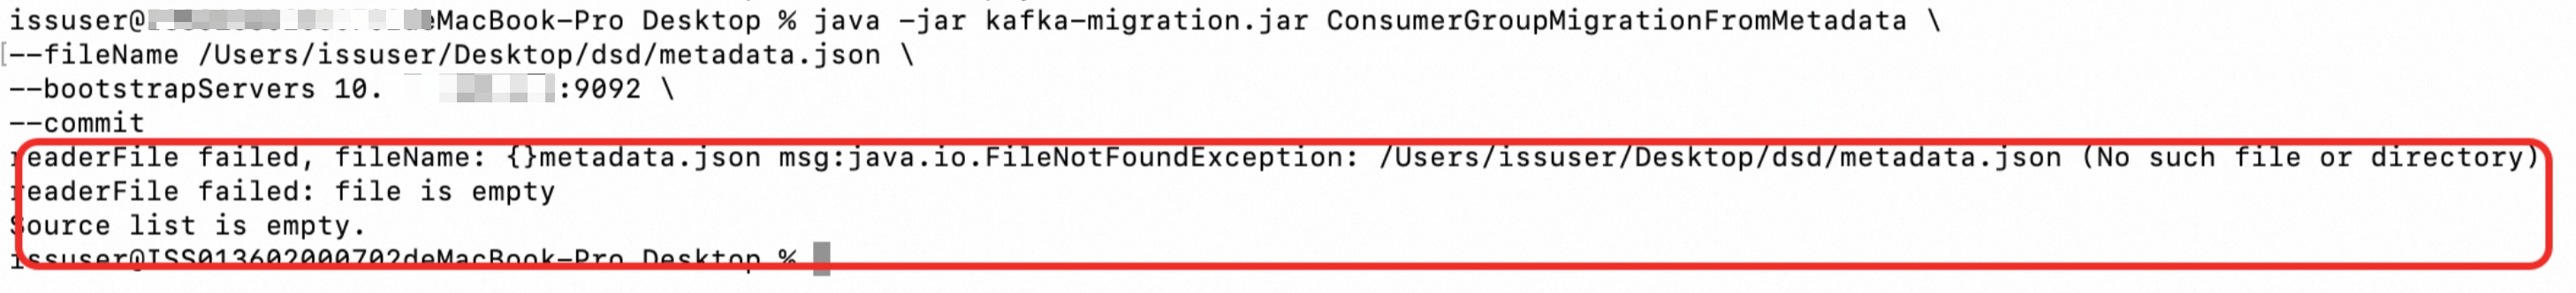 issuser@ deMacBook-Pro Desktop % java -jar kafka-migration.jar ConsumerGroupMigrationFromMetadata \
[--fileName /Users/issuser/Desktop/dsd/metadata.json \
--bootstrapServers 10. :9092 \
--commit
readerFile failed, fileName: {}metadata.json msg:java.io.FileNotFoundException: /Users/issuser/Desktop/dsd/metadata.json (No such file or directory)
readerFile failed: file is empty
Source list is empty.
issuser@ISS013602000702deMacBook-Pro Desktop %